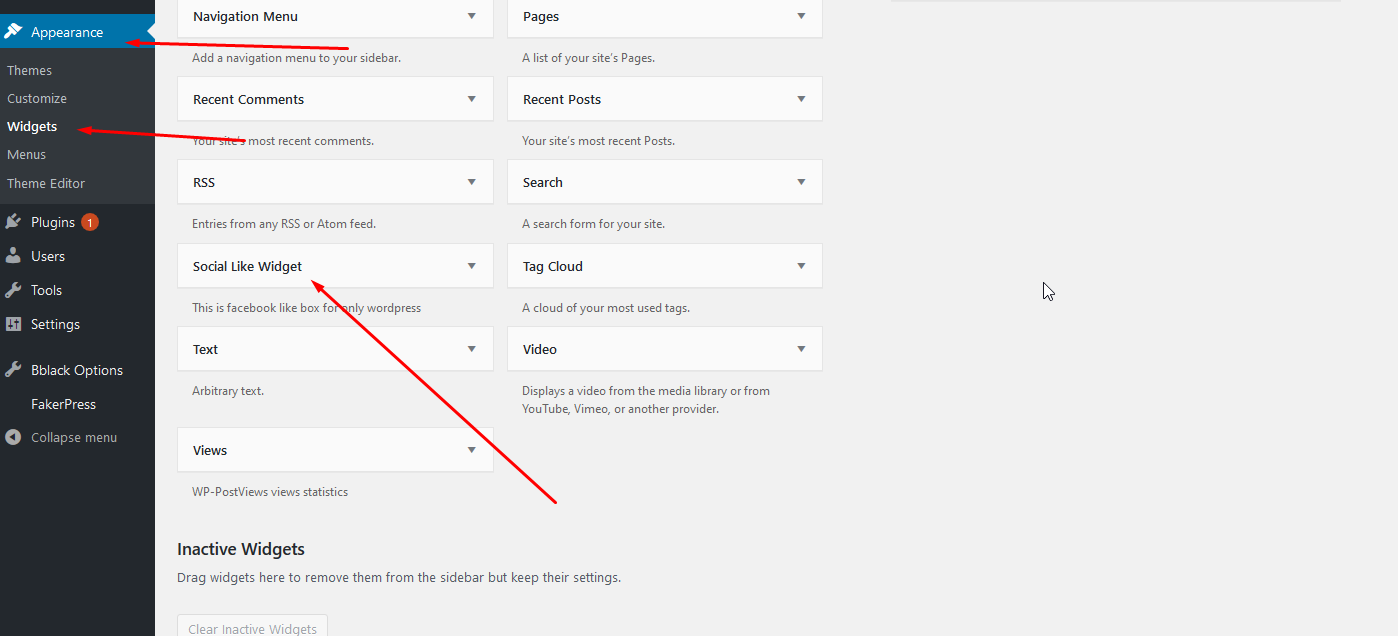 Appearance
Themes
Customize
Widgets
Menus
Theme Editor
Plugins 1
Users
Tools
Settings
Bblack Options
FakerPress
Collapse menu
Navigation Menu
Add a navigation menu to your sidebar.
Pages
A list of your site's Pages.
Recent Comments
Your site's most recent comments.
Recent Posts
Your site's most recent Posts.
RSS
Entries from any RSS or Atom feed.
Search
A search form for your site.
Social Like Widget
This is facebook like box for only wordpress
Tag Cloud
A cloud of your most used tags.
Text
Arbitrary text.
Video
Displays a video from the media library or from
YouTube, Vimeo, or another provider.
Views
WP-PostViews views statistics
Inactive Widgets
Drag widgets here to remove them from the sidebar but keep their settings.
Clear Inactive Widgets